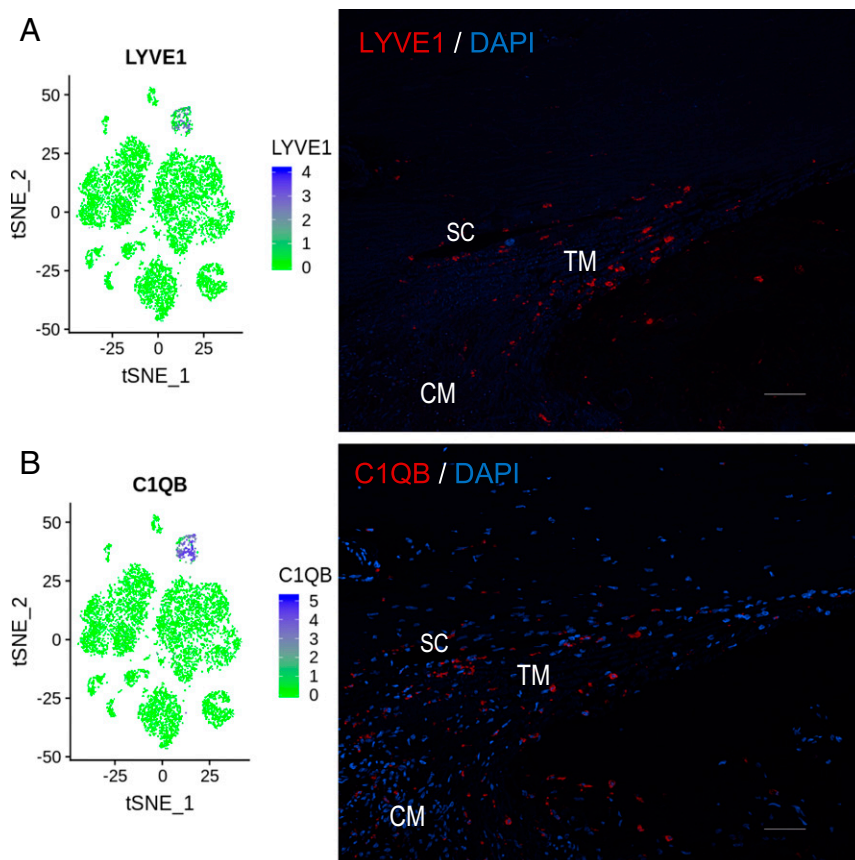 A
LYVE1
50
25
0
-25
-50
tSNE_2
-25 0 25
tSNE_1
LYVE1
4
3
2
1
0
LYVE1 / DAPI
SC
TM
CM
B
C1QB
50
25
0
-25
-50
tSNE_2
-25 0 25
tSNE_1
C1QB
5
4
3
2
1
0
C1QB / DAPI
SC
TM
CM